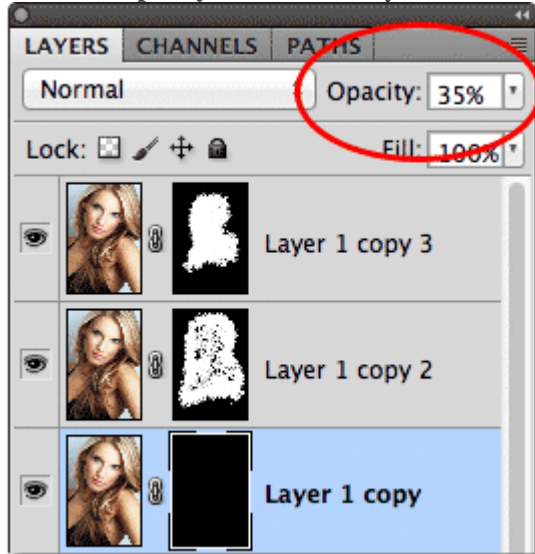 LAYERS CHANNELS PATHS
Normal Opacity: 35%
Lock: Fill: 100%
Layer 1 copy 3
Layer 1 copy 2
Layer 1 copy